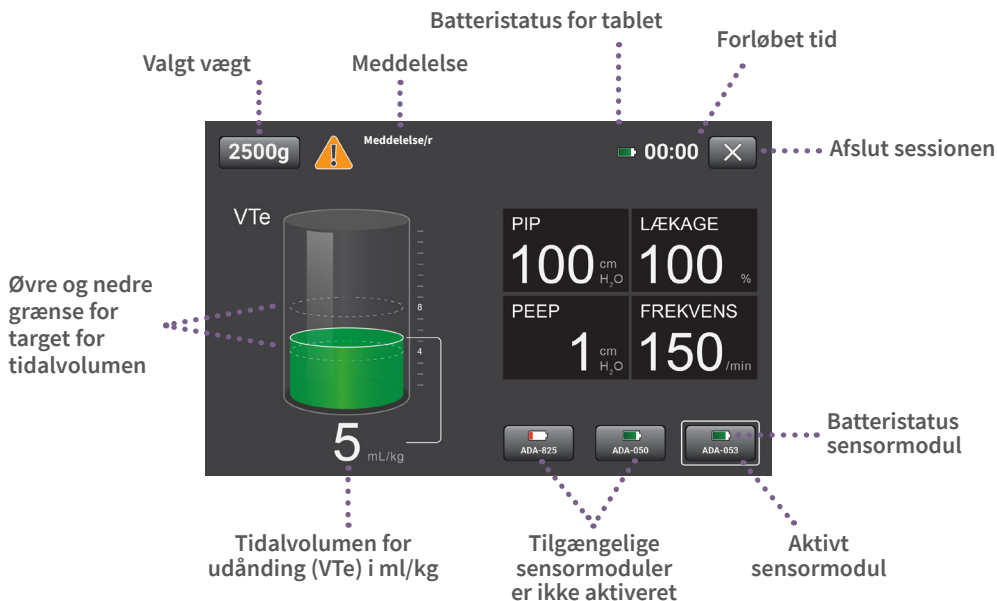 Batteristatus for tablet
Forløbet tid
Valgt vægt
Meddelelse
2500g
Meddelelse/r
00:00
Afslut sessionen
VTe
PIP
100 cm H₂O
LÆKAGE
100 %
Øvre og nedre
grænse for
target for
tidalvolumen
8
4
PEEP
1 cm H₂O
FREKVENS
150 /min
5 mL/kg
ADA-825
ADA-050
ADA-053
Batteristatus
sensormodul
Tidalvolumen for
udånding (VTe) i ml/kg
Tilgængelige
sensormoduler
er ikke aktiveret
Aktivt
sensormodul